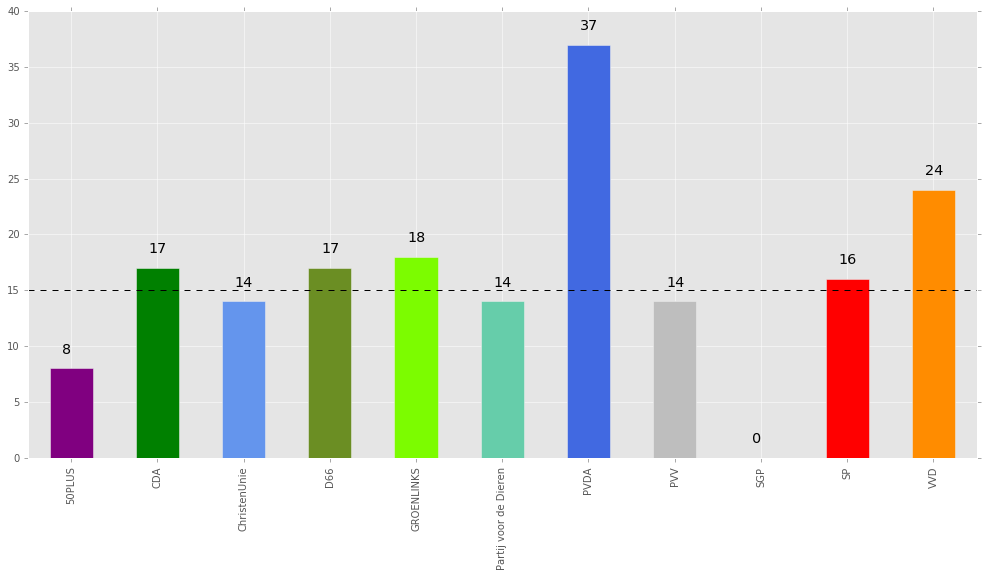 40
35
30
25
20
15
10
5
0
8
17
14
17
18
14
37
14
0
16
24
50PLUS
CDA
ChristenUnie
D66
GROENLINKS
Partij voor de Dieren
PVDA
PVV
SGP
SP
VVD